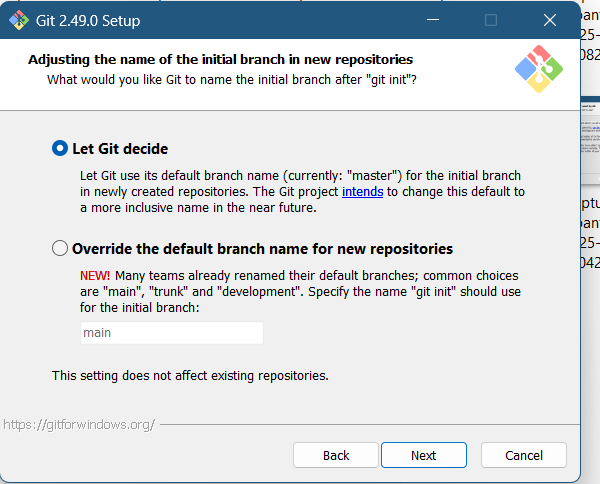 Git 2.49.0 Setup
Adjusting the name of the initial branch in new repositories
What would you like Git to name the initial branch after "git init"?
Let Git decide
Let Git use its default branch name (currently: "master") for the initial branch
in newly created repositories. The Git project intends to change this default to
a more inclusive name in the near future.
Override the default branch name for new repositories
NEW! Many teams already renamed their default branches; common choices
are "main", "trunk" and "development". Specify the name "git init" should use
for the initial branch:
main
This setting does not affect existing repositories.
https://gitforwindows.org/
Back
Next
Cancel